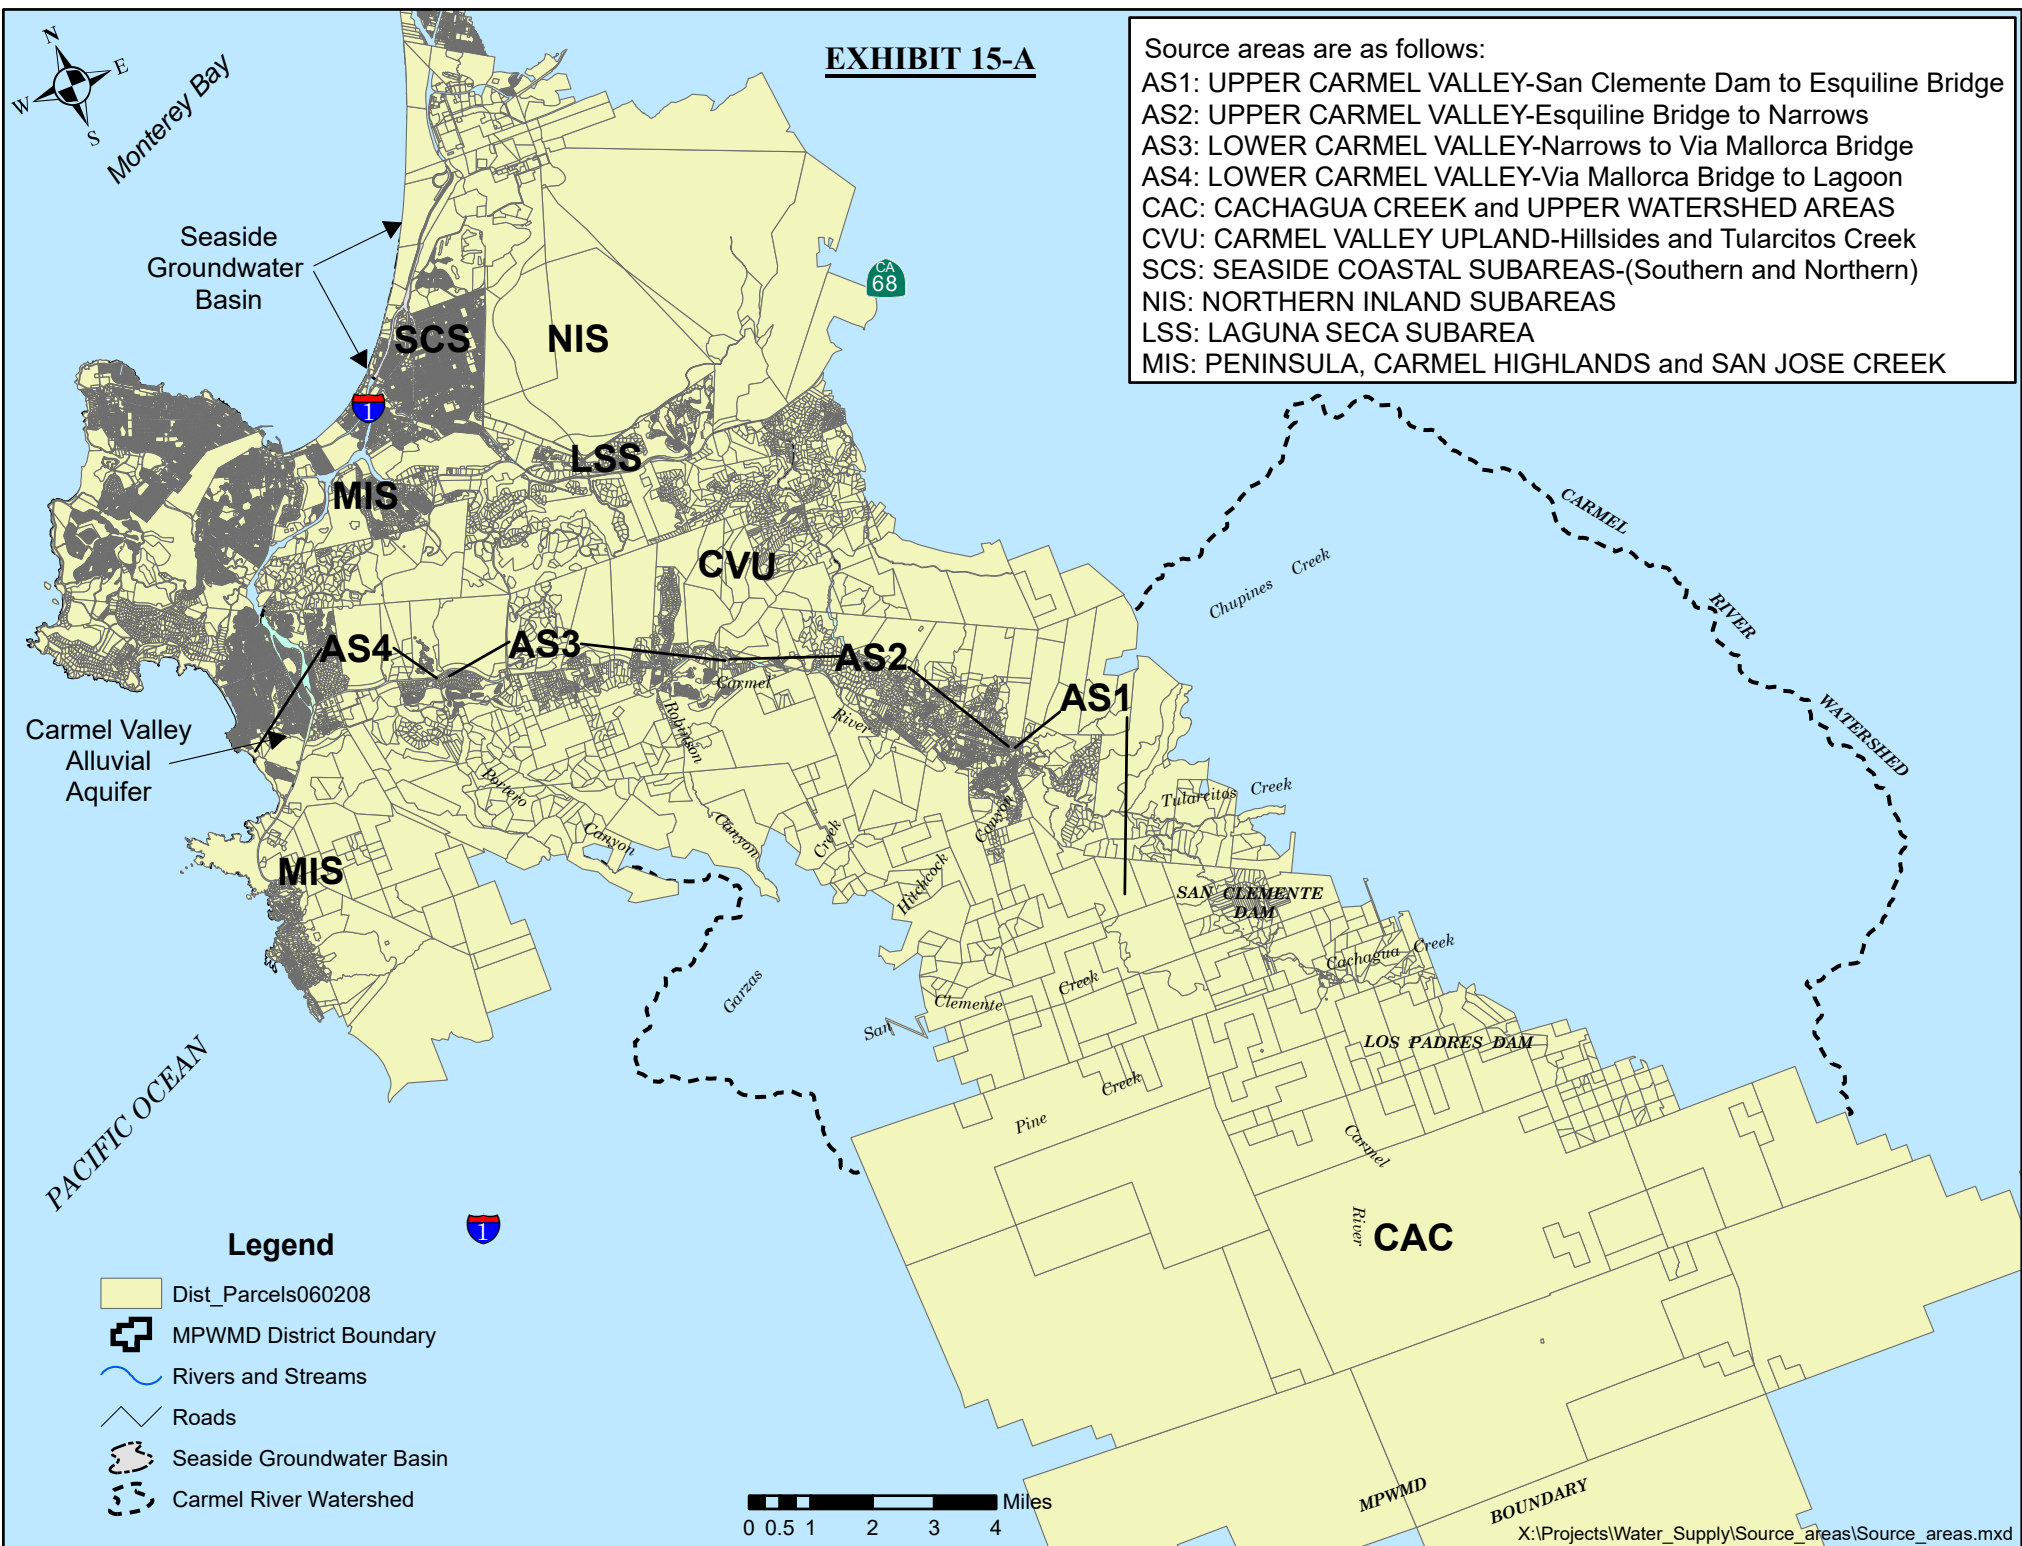 EXHIBIT 15-A
N
E
W
S
Monterey Bay
Source areas are as follows:
AS1: UPPER CARMEL VALLEY-San Clemente Dam to Esquiline Bridge
AS2: UPPER CARMEL VALLEY-Esquiline Bridge to Narrows
AS3: LOWER CARMEL VALLEY-Narrows to Via Mallorca Bridge
AS4: LOWER CARMEL VALLEY-Via Mallorca Bridge to Lagoon
CAC: CACHAGUA CREEK and UPPER WATERSHED AREAS
CVU: CARMEL VALLEY UPLAND-Hillsides and Tularcitos Creek
SCS: SEASIDE COASTAL SUBAREAS-(Southern and Northern)
NIS: NORTHERN INLAND SUBAREAS
LSS: LAGUNA SECA SUBAREA
MIS: PENINSULA, CARMEL HIGHLANDS and SAN JOSE CREEK
Seaside
Groundwater
Basin
CA
68
SCS
NIS
1
LSS
MIS
CVU
CARMEL
RIVER
WATERSHED
Chupines Creek
AS4
AS3
AS2
AS1
Carmel
River
Robinson
Canyon
Carmel Valley
Alluvial
Aquifer
Potrero
Canyon
Creek
Hitchcock
Canyon
Tularcitos Creek
MIS
SAN CLEMENTE
DAM
Cachagua Creek
Garzas
San
Clemente
Creek
LOS PADRES DAM
Pine
Creek
Carmel
River
CAC
PACIFIC OCEAN
1
Legend
Dist_Parcels060208
MPWMD District Boundary
Rivers and Streams
Roads
Seaside Groundwater Basin
Carmel River Watershed
Miles
0 0.5 1 2 3 4
MPWMD
BOUNDARY
X:\Projects\Water_Supply\Source_areas\Source_areas.mxd